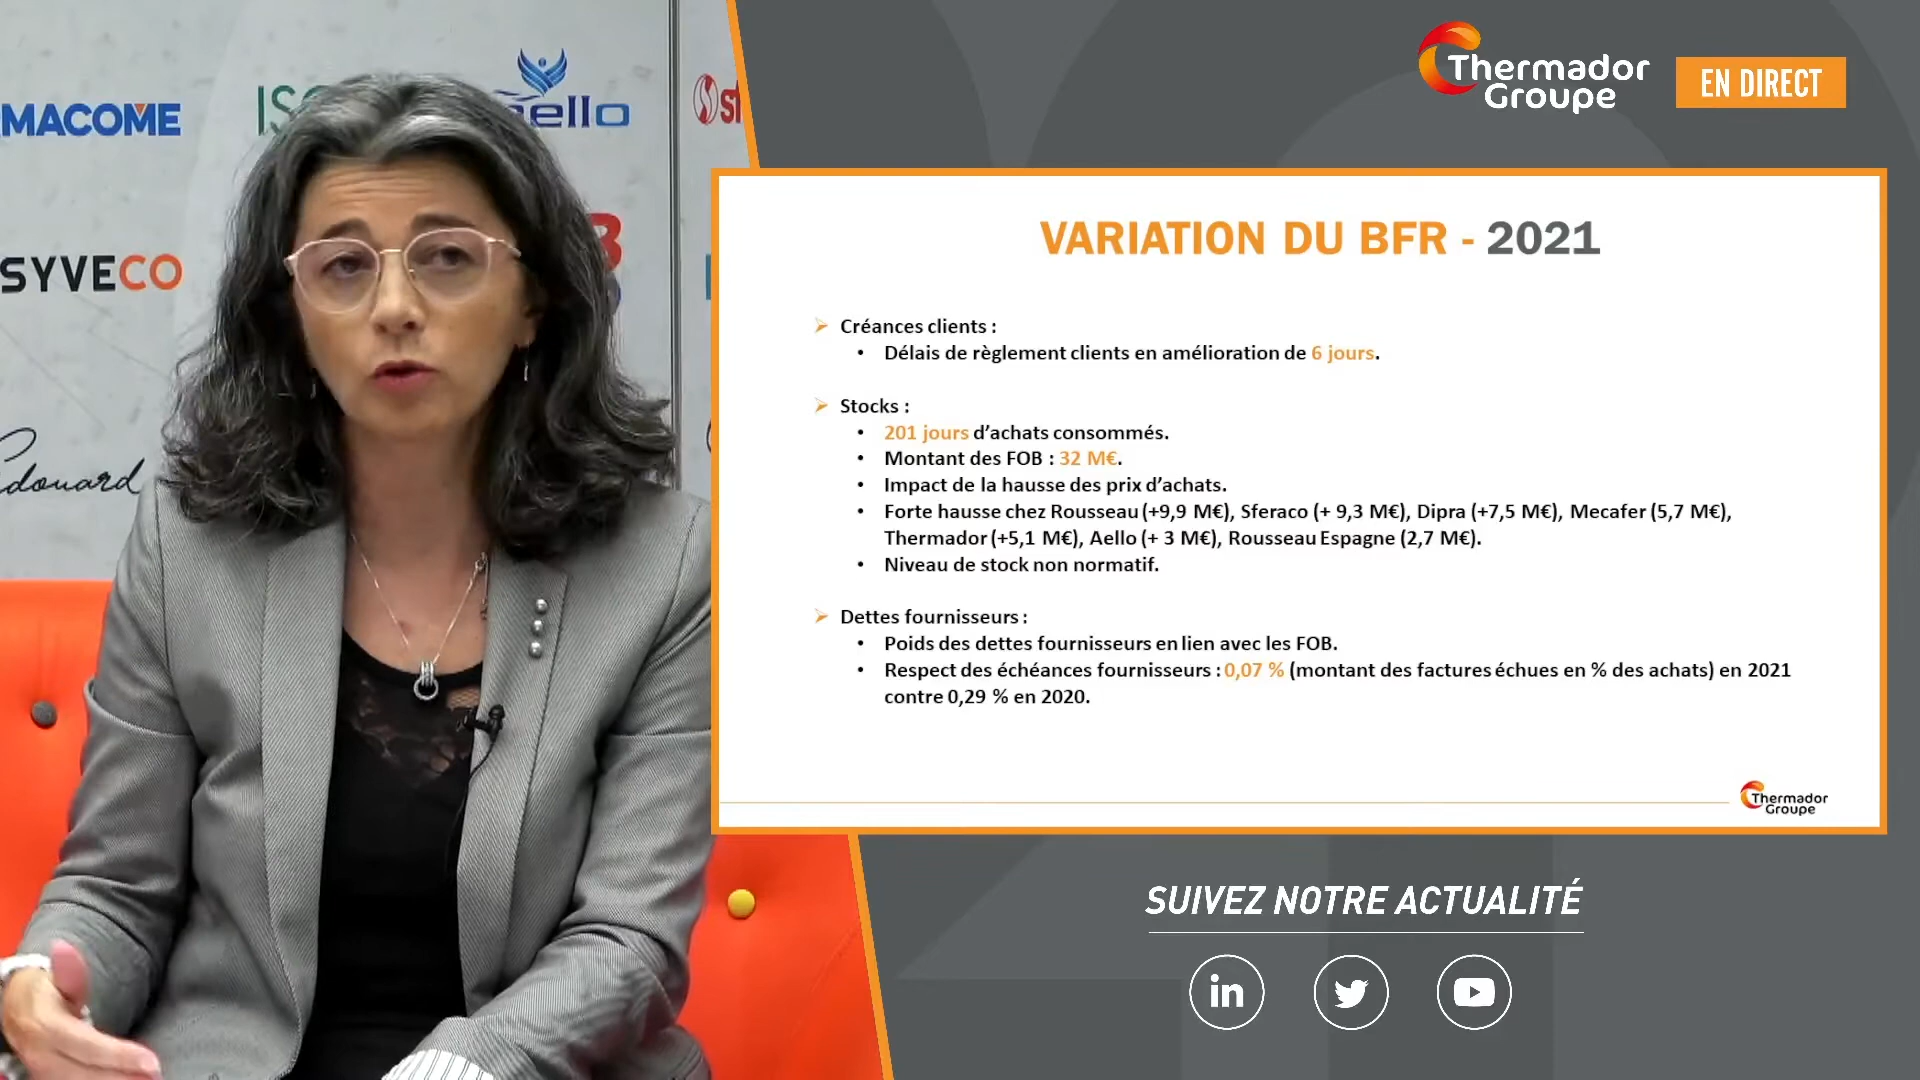 MACOME
ello
SYVECO
Thermador
Groupe
EN DIRECT
VARIATION DU BFR - 2021
➢ Créances clients :
• Délais de règlement clients en amélioration de 6 jours.
➢ Stocks :
• 201 jours d’achats consommés.
• Montant des FOB : 32 M€.
• Impact de la hausse des prix d’achats.
• Forte hausse chez Rousseau (+9,9 M€), Sferaco (+ 9,3 M€), Dipra (+7,5 M€), Mecafer (5,7 M€),
Thermador (+5,1 M€), Aello (+ 3 M€), Rousseau Espagne (2,7 M€).
• Niveau de stock non normatif.
➢ Dettes fournisseurs :
• Poids des dettes fournisseurs en lien avec les FOB.
• Respect des échéances fournisseurs : 0,07 % (montant des factures échues en % des achats) en 2021
contre 0,29 % en 2020.
Thermador
Groupe
SUIVEZ NOTRE ACTUALITÉ
in